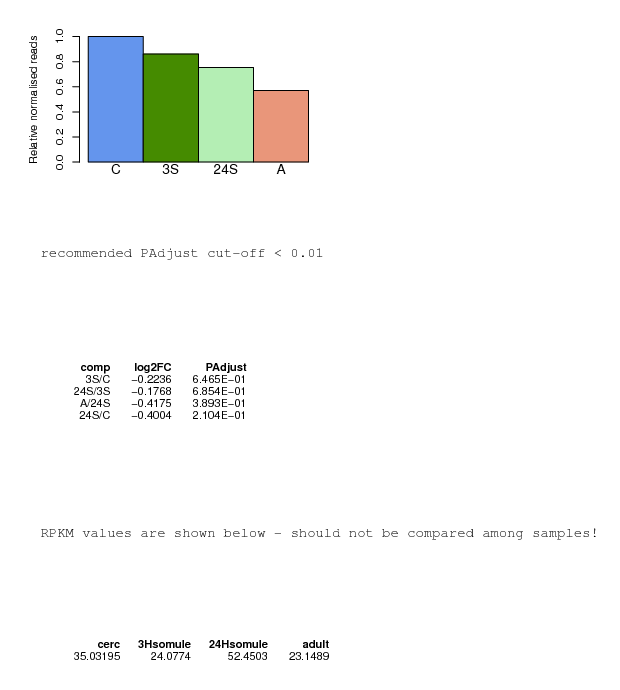 Relative normalised reads
1.0
0.8
0.6
0.4
0.2
0.0
C 3S 24S A
recommended PAdjust cut-off < 0.01
comp log2FC PAdjust
3S/C −0.2236 6.465E−01
24S/3S −0.1768 6.854E−01
A/24S −0.4175 3.893E−01
24S/C −0.4004 2.104E−01
RPKM values are shown below - should not be compared among samples!
cerc 3Hsomule 24Hsomule adult
35.03195 24.0774 52.4503 23.1489